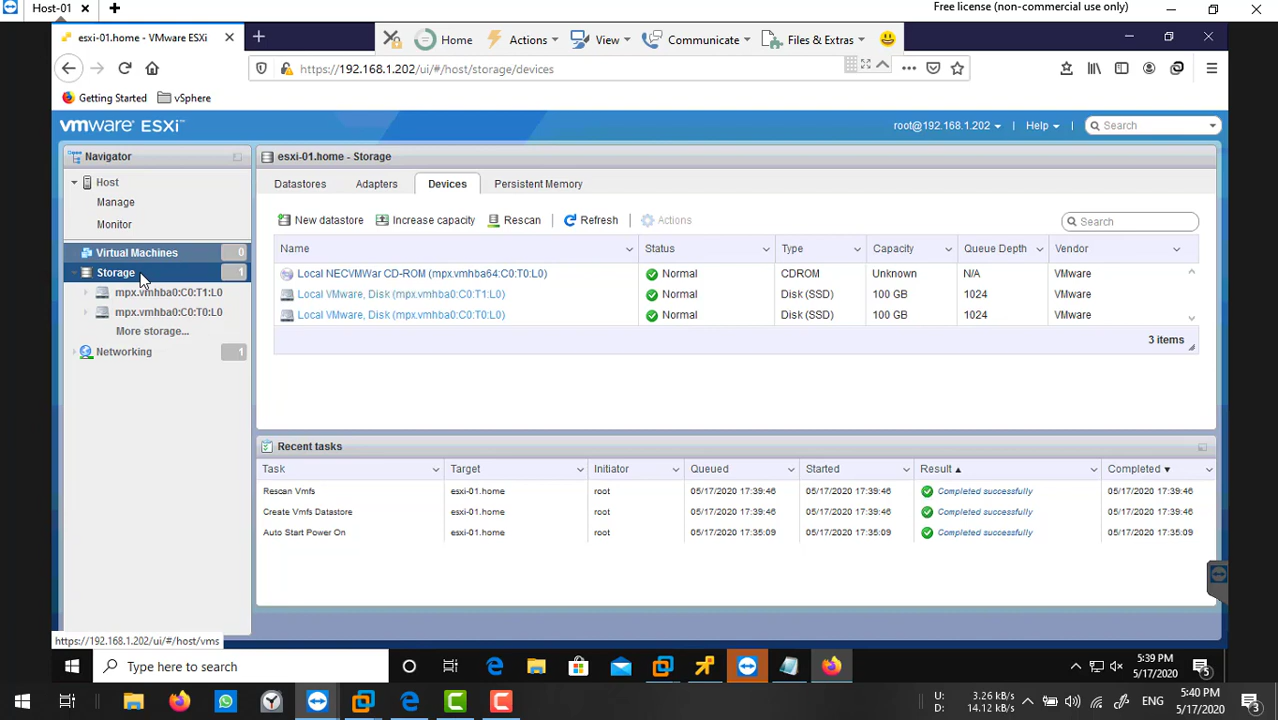 Host-01
Free license (non-commercial use only)
esxi-01.home - VMware ESXi
Home
Actions
View
Communicate
Files & Extras
https://192.168.1.202/ui/#/host/storage/devices
Getting Started
vSphere
vmware ESXi
root@192.168.1.202
Help
Search
Navigator
Host
Manage
Monitor
Virtual Machines 0
Storage 1
mpx.vmhba0:C0:T1:L0
mpx.vmhba0:C0:T0:L0
More storage...
Networking 1
esxi-01.home - Storage
Datastores Adapters Devices Persistent Memory
New datastore Increase capacity Rescan Refresh Actions Search
Name Status Type Capacity Queue Depth Vendor
Local NECVMWar CD-ROM (mpx.vmhba64:C0:T0:L0) Normal CDROM Unknown N/A VMware
Local VMware, Disk (mpx.vmhba0:C0:T1:L0) Normal Disk (SSD) 100 GB 1024 VMware
Local VMware, Disk (mpx.vmhba0:C0:T0:L0) Normal Disk (SSD) 100 GB 1024 VMware
3 items
Recent tasks
Task Target Initiator Queued Started Result Completed
Rescan Vmfs esxi-01.home root 05/17/2020 17:39:46 05/17/2020 17:39:46 Completed successfully 05/17/2020 17:39:46
Create Vmfs Datastore esxi-01.home root 05/17/2020 17:39:46 05/17/2020 17:39:46 Completed successfully 05/17/2020 17:39:46
Auto Start Power On esxi-01.home root 05/17/2020 17:35:09 05/17/2020 17:35:09 Completed successfully 05/17/2020 17:35:09
https://192.168.1.202/ui/#/host/vms
Type here to search
5:39 PM
5/17/2020
5
U: 3.26 kB/s
D: 14.12 kB/s
ENG
5:40 PM
5/17/2020
3